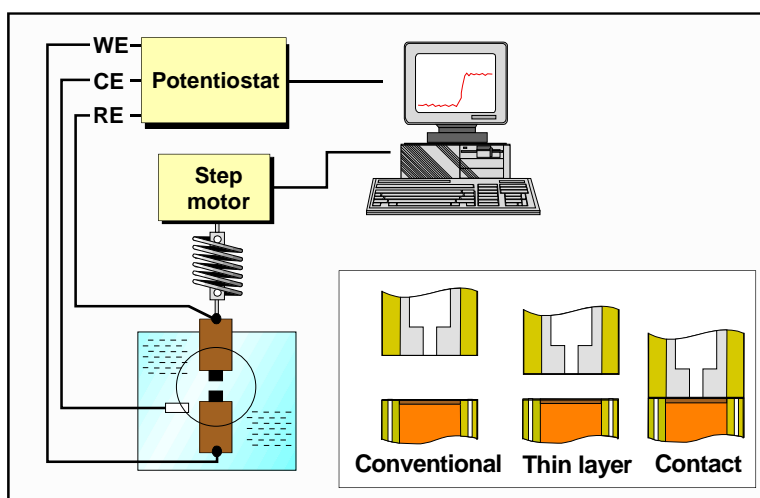 WE
CE
RE
Potentiostat
Step
motor
Conventional
Thin layer
Contact